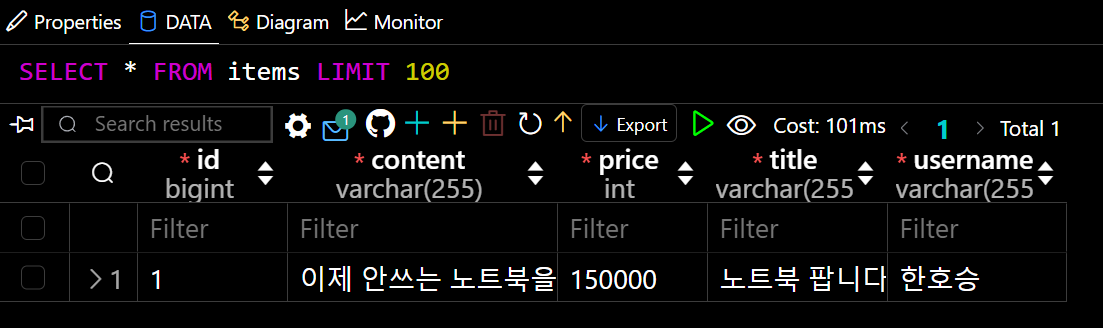 Properties DATA Diagram Monitor
SELECT * FROM items LIMIT 100
Search results 1 Export Cost: 101ms 1 Total 1
* id * content * price * title * username
bigint varchar(255) int varchar(255 varchar(255
Filter Filter Filter Filter Filter
1 1 이제 안쓰는 노트북을 150000 노트북 팝니다 한호승